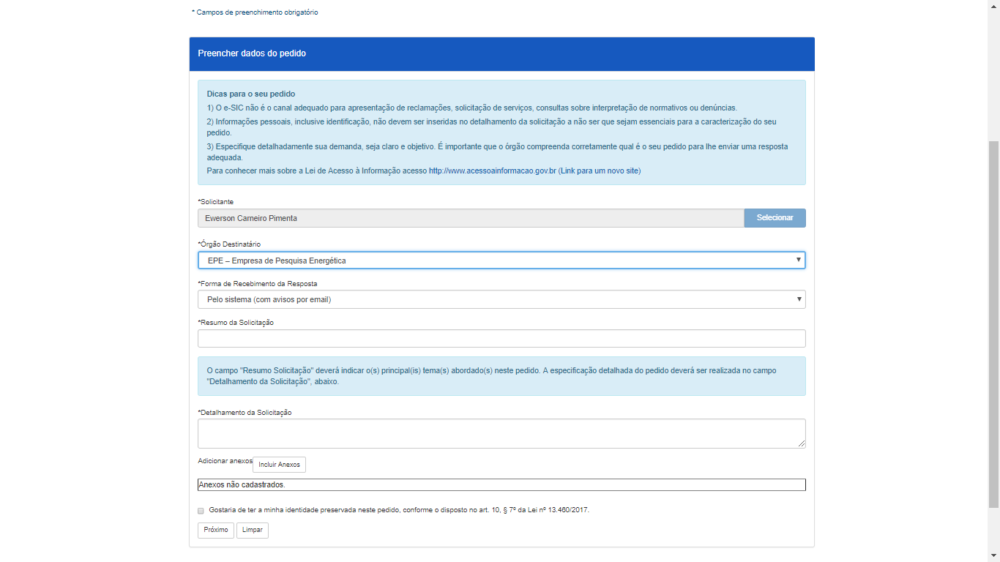 * Campos de preenchimento obrigatório
Preencher dados do pedido
Dicas para o seu pedido
1) O e-SIC não é o canal adequado para apresentação de reclamações, solicitação de serviços, consultas sobre interpretação de normativos ou denúncias.
2) Informações pessoais, inclusive identificação, não devem ser inseridas no detalhamento da solicitação a não ser que sejam essenciais para a caracterização do seu
pedido.
3) Especifique detalhadamente sua demanda, seja claro e objetivo. É importante que o órgão compreenda corretamente qual é o seu pedido para lhe enviar uma resposta
adequada.
Para conhecer mais sobre a Lei de Acesso à Informação acesso http://www.acessoainformacao.gov.br (Link para um novo site)
*Solicitante
Ewerson Carneiro Pimenta
Selecionar
*Órgão Destinatário
EPE – Empresa de Pesquisa Energética
*Forma de Recebimento da Resposta
Pelo sistema (com avisos por email)
*Resumo da Solicitação
O campo "Resumo Solicitação" deverá indicar o(s) principal(is) tema(s) abordado(s) neste pedido. A especificação detalhada do pedido deverá ser realizada no campo
"Detalhamento da Solicitação", abaixo.
*Detalhamento da Solicitação
Adicionar anexos Incluir Anexos
Anexos não cadastrados.
Gostaria de ter a minha identidade preservada neste pedido, conforme o disposto no art. 10, § 7º da Lei nº 13.460/2017.
Próximo Limpar